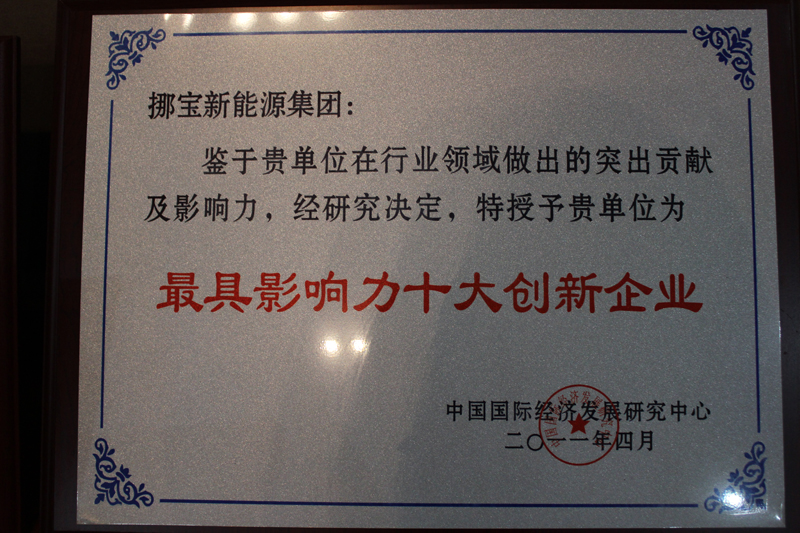 挪宝新能源集团：
鉴于贵单位在行业领域做出的突出贡献
及影响力，经研究决定，特授予贵单位为
最具影响力十大创新企业
中国国际经济发展研究中心
二〇一一年四月